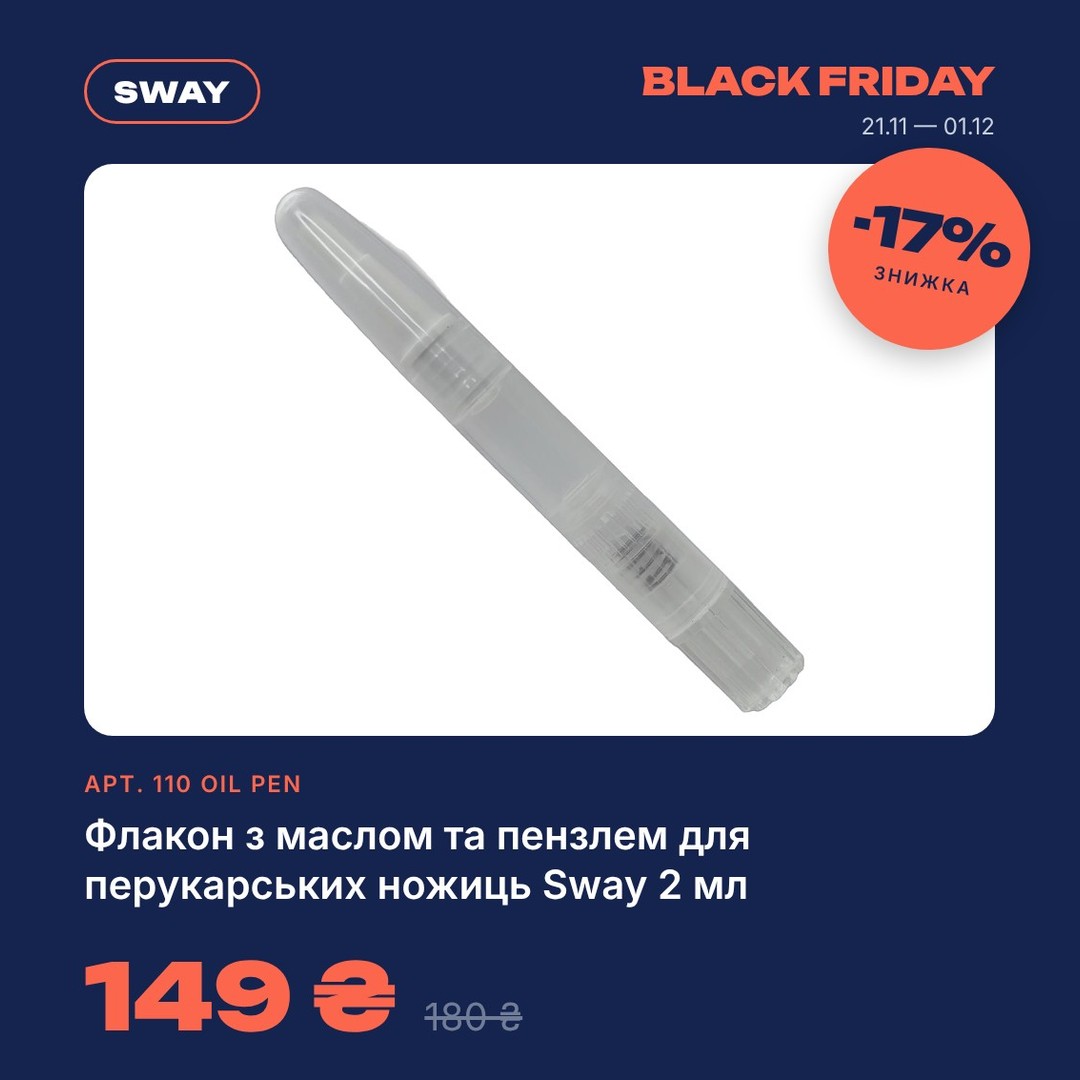 SWAY
BLACK FRIDAY
21.11 — 01.12
-17%
ЗНИЖКА
АРТ. 110 OIL PEN
Флакон з маслом та пензлем для
перукарських ножиць Sway 2 мл
149 ₴ 180 ₴